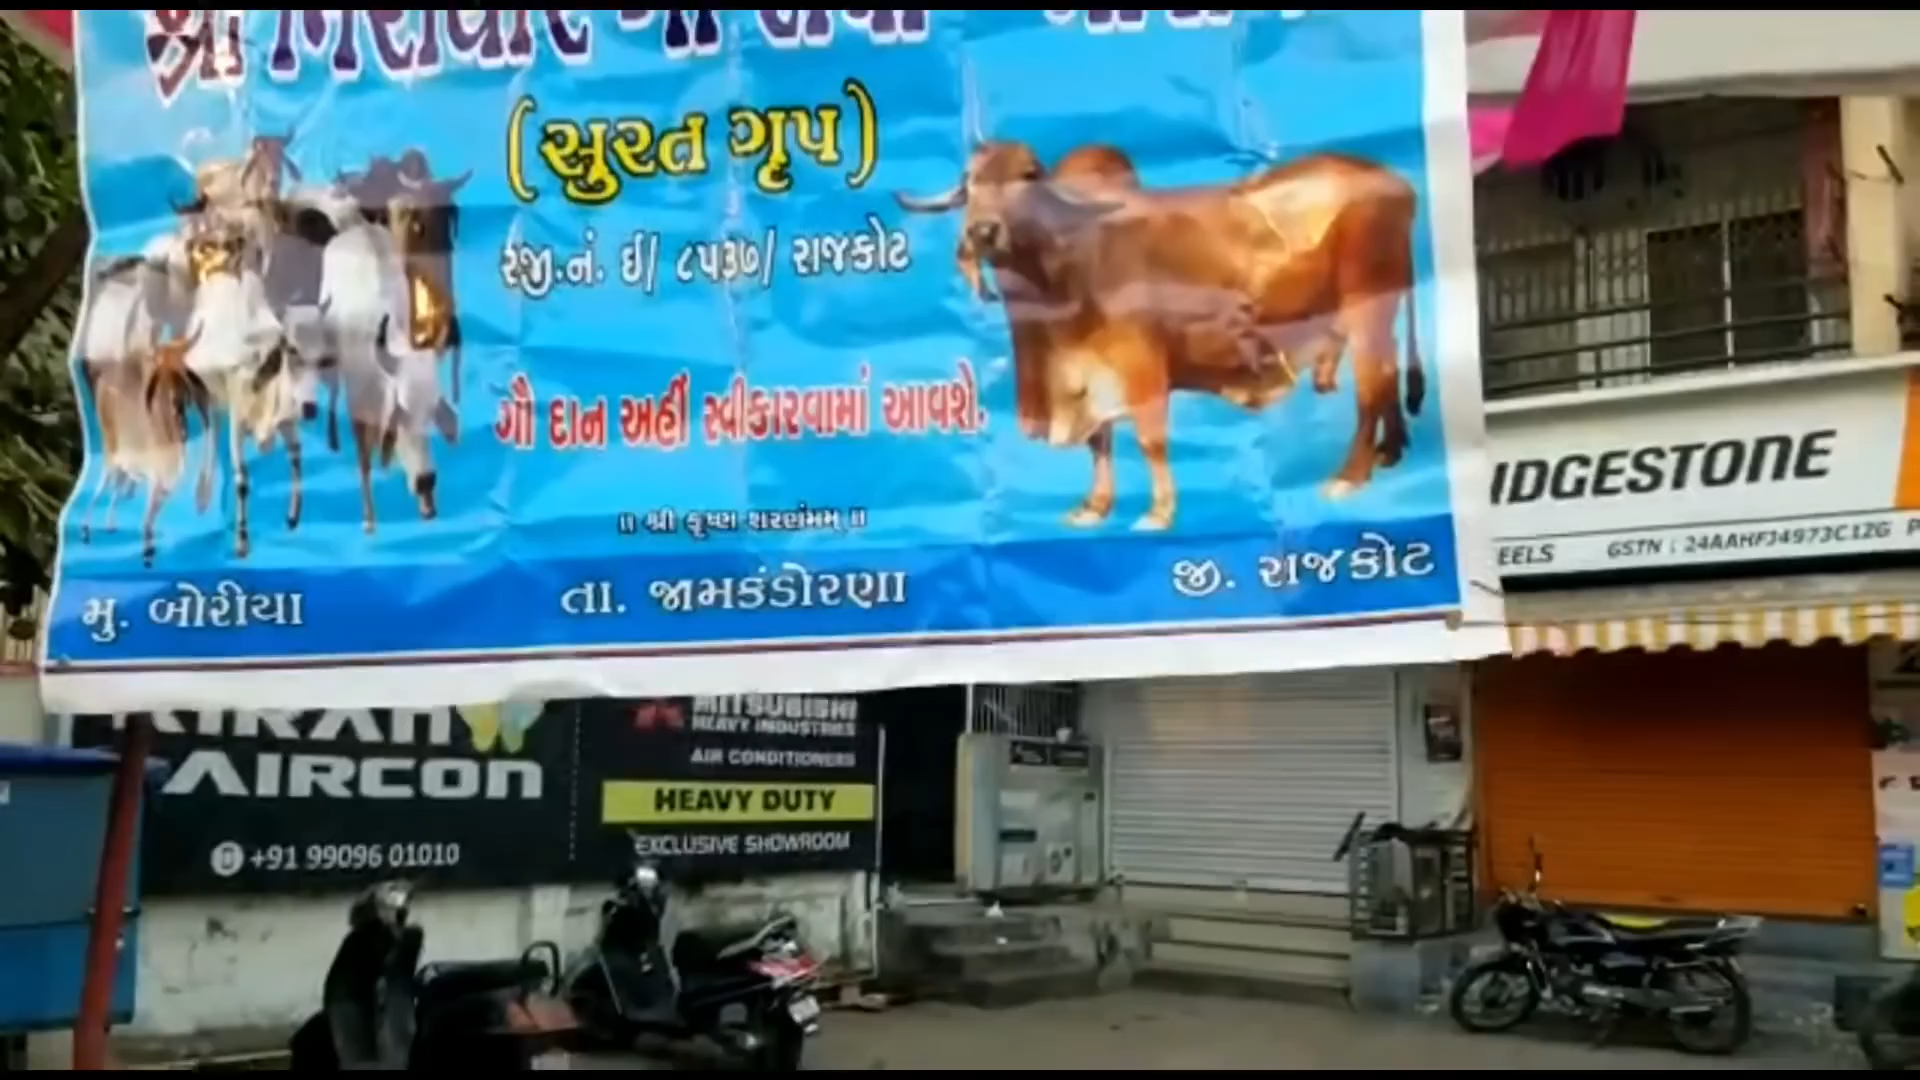 શ્રી ગિરીધારી ગૌ સેવા
(સુરત ગૃપ)
રજી.નં. ઈ/ ૮૫૩૭/ રાજકોટ
ગૌ દાન અહીં સ્વીકારવામાં આવશે.
॥ શ્રી કૃષ્ણ શરણંમમ્ ॥
મુ. બોરીયા
તા. જામકંડોરણા
જી. રાજકોટ
IDGESTONE
EELS GSTN : 24AAHFJ4973C1ZG P
KIRAN
AIRCON
+91 99096 01010
MITSUBISHI
HEAVY INDUSTRIES
AIR CONDITIONERS
HEAVY DUTY
EXCLUSIVE SHOWROOM